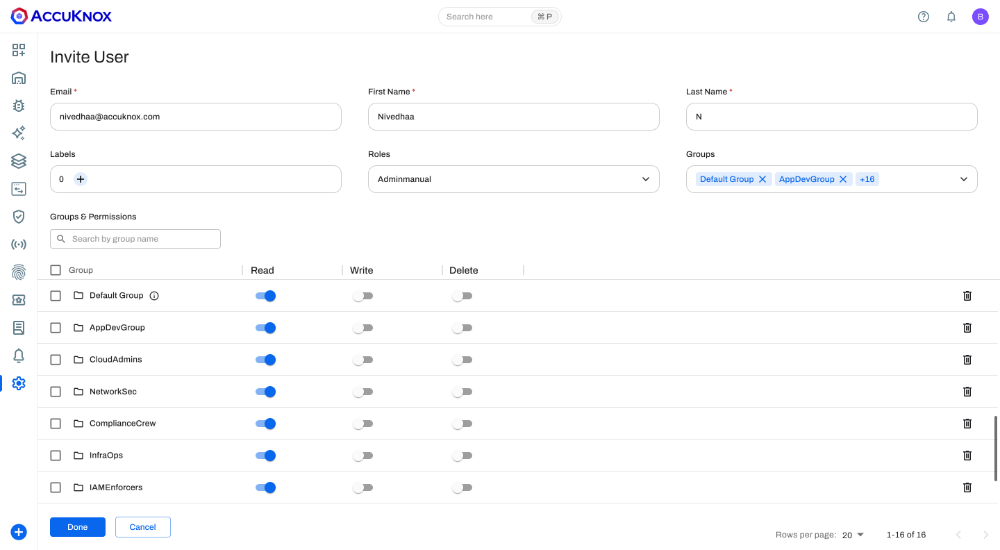 ACCUKNOX
Search here ⌘ P
B
Invite User
Email * First Name * Last Name *
nivedhaa@accuknox.com Nivedhaa N
Labels Roles Groups
0 Adminmanual Default Group AppDevGroup +16
Groups & Permissions
Search by group name
Group Read Write Delete
Default Group
AppDevGroup
CloudAdmins
NetworkSec
ComplianceCrew
InfraOps
IAMEnforcers
Done Cancel
Rows per page: 20 1-16 of 16